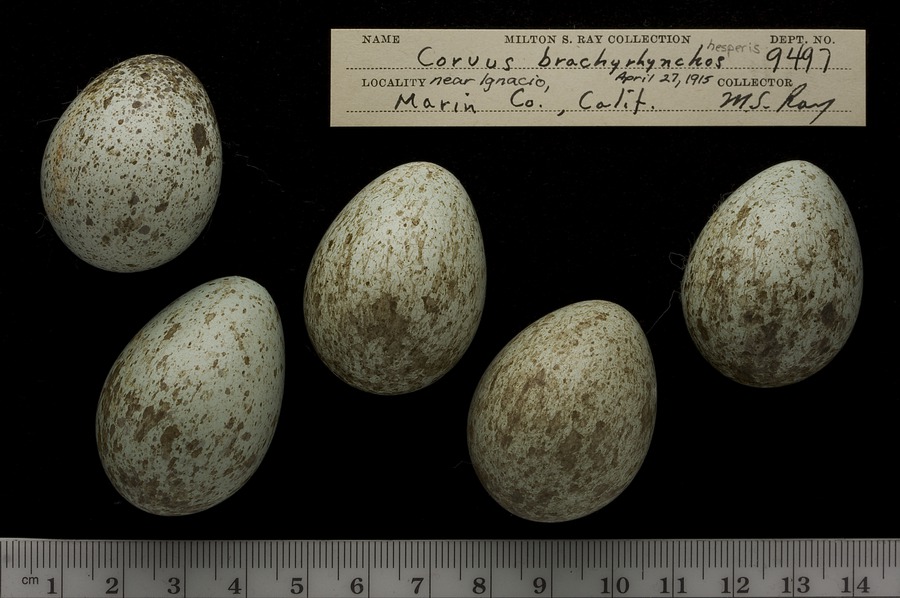 NAME MILTON S. RAY COLLECTION DEPT. NO.
Corvus brachyrhynchos hesperis 9497
LOCALITY near Ignacio, April 27, 1915 COLLECTOR
Marin Co., Calif. M.S. Ray
cm 1 2 3 4 5 6 7 8 9 10 11 12 13 14